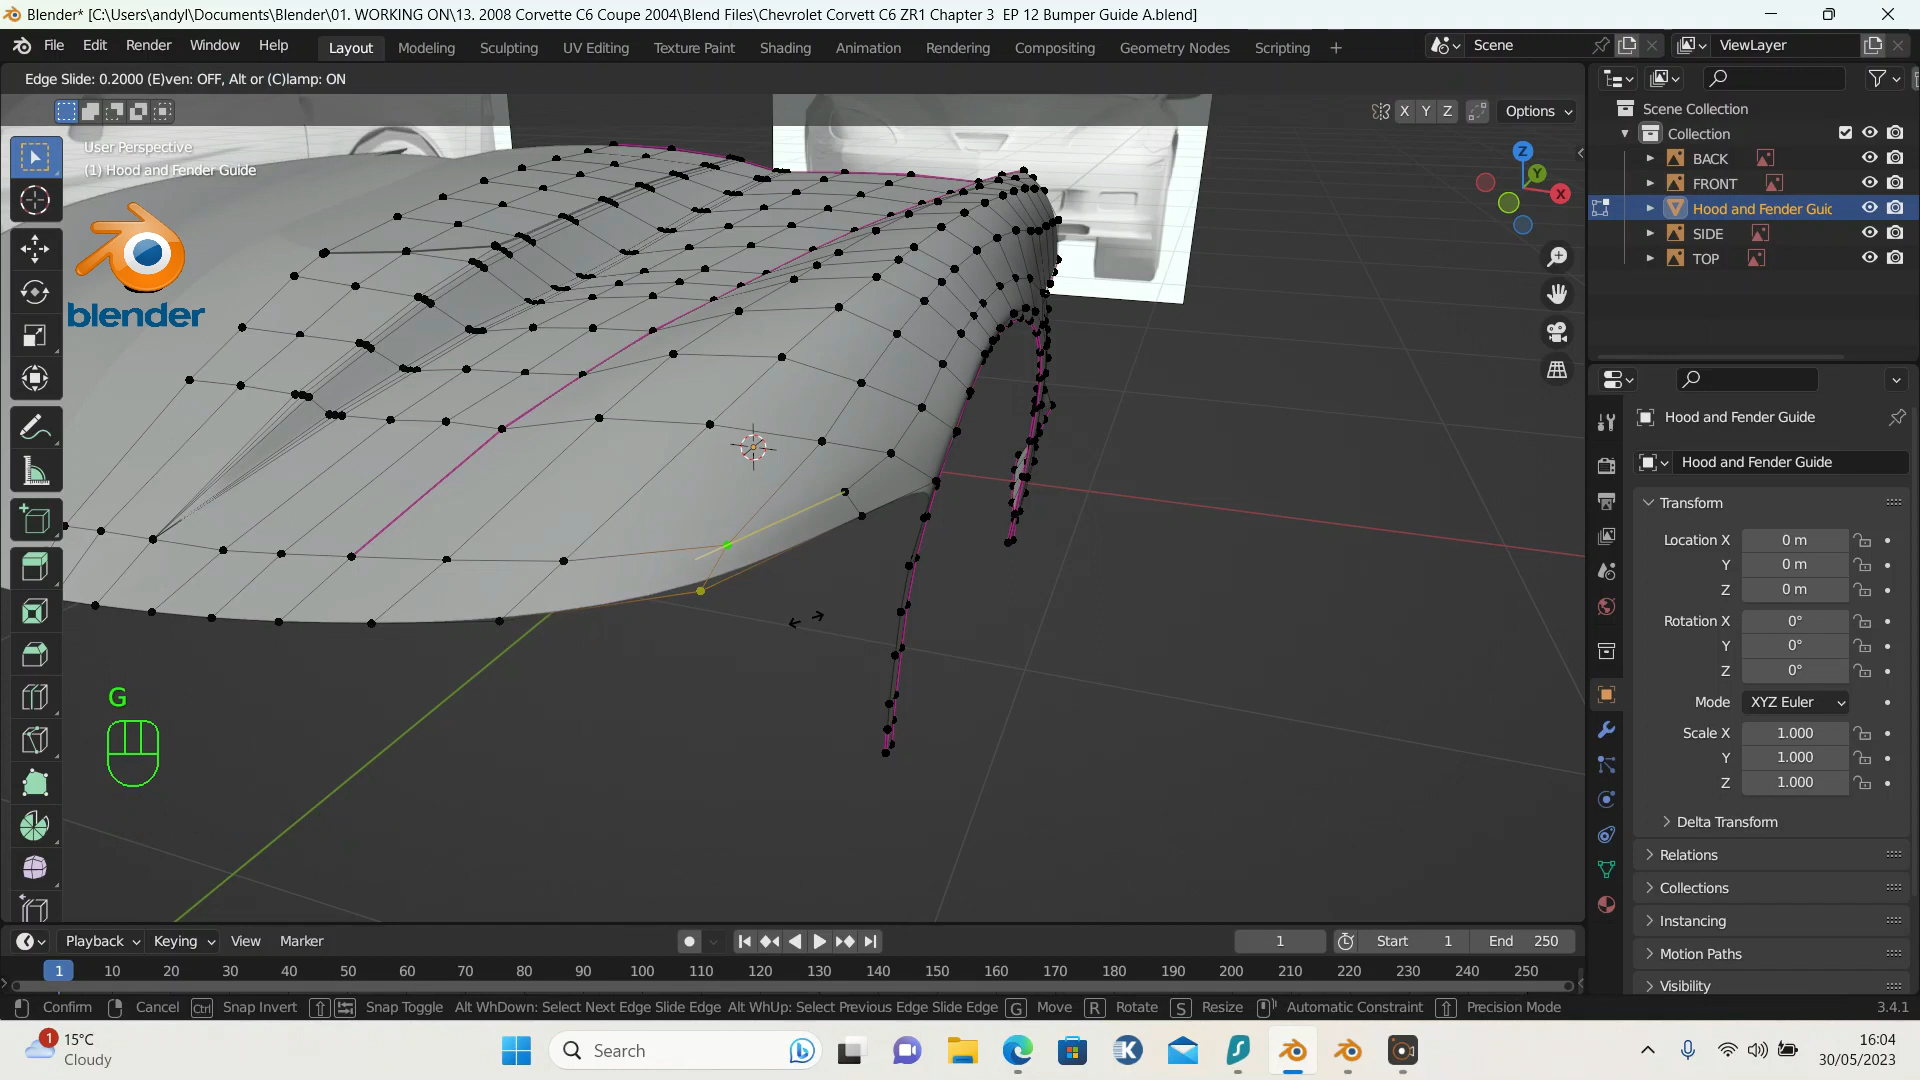 Blender* [C:\Users\andyl\Documents\Blender\01. WORKING ON\13. 2008 Corvette C6 Coupe 2004\Blend Files\Chevrolet Corvett C6 ZR1 Chapter 3  EP 12 Bumper Guide A.blend]
File Edit Render Window Help Layout Modeling Sculpting UV Editing Texture Paint Shading Animation Rendering Compositing Geometry Nodes Scripting + Scene ViewLayer
Edge Slide: 0.2000 (E)ven: OFF, Alt or (C)lamp: ON
X Y Z Options
User Perspective
(1) Hood and Fender Guide
blender
Z
Y
X
G
Scene Collection
Collection
BACK
FRONT
Hood and Fender Guic
SIDE
TOP
Hood and Fender Guide
Hood and Fender Guide
Transform
Location X 0 m
Y 0 m
Z 0 m
Rotation X 0°
Y 0°
Z 0°
Mode XYZ Euler
Scale X 1.000
Y 1.000
Z 1.000
Delta Transform
Relations
Collections
Instancing
Motion Paths
Visibility
Playback Keying View Marker 1 Start 1 End 250
1 10 20 30 40 50 60 70 80 90 100 110 120 130 140 150 160 170 180 190 200 210 220 230 240 250
Confirm Cancel Ctrl Snap Invert Snap Toggle Alt WhDown: Select Next Edge Slide Edge Alt WhUp: Select Previous Edge Slide Edge G Move R Rotate S Resize Automatic Constraint Precision Mode 3.4.1
1 15°C
Cloudy
Search
K
16:04
30/05/2023